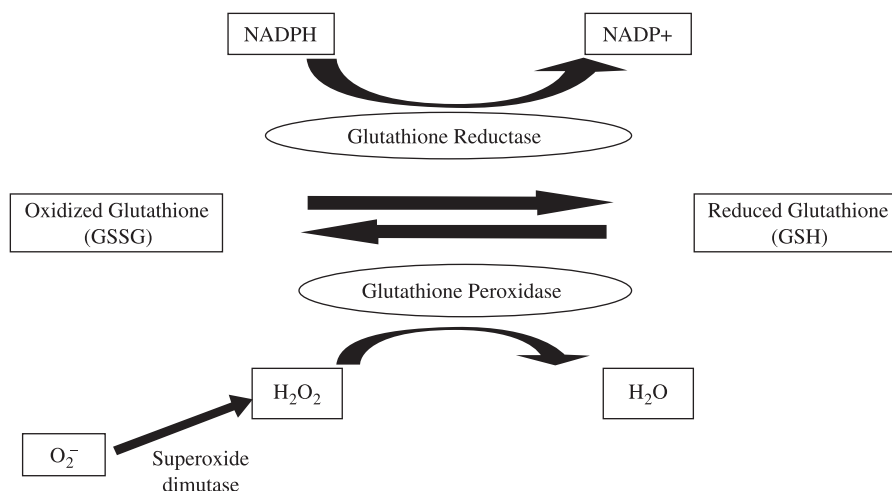 NADPH
NADP+
Glutathione Reductase
Oxidized Glutathione
(GSSG)
Reduced Glutathione
(GSH)
Glutathione Peroxidase
H₂O₂
H₂O
O₂⁻
Superoxide
dimutase